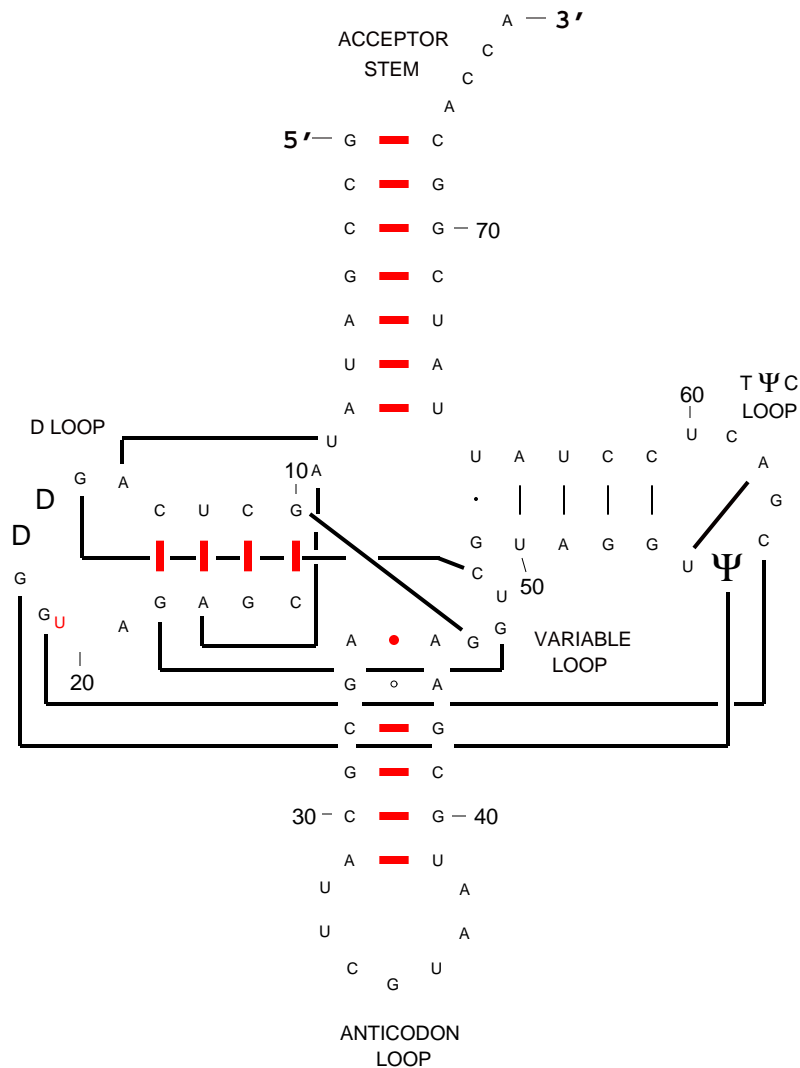 A — 3′
ACCEPTOR
STEM
C
C
A
5′ — G C
C G
C G — 70
G C
A U
U A
A U
60
T Ψ C
LOOP
D LOOP
U
U C
G A
10
A
U A U C C
A
D
C U C G
G
D
G
U A G G U
C
Ψ
G
C
50
G U
A
G A G C
U
G
A A G
VARIABLE
LOOP
20
G A
C G
G C
30 — C G — 40
A U
U A
U A
C U
G
ANTICODON
LOOP